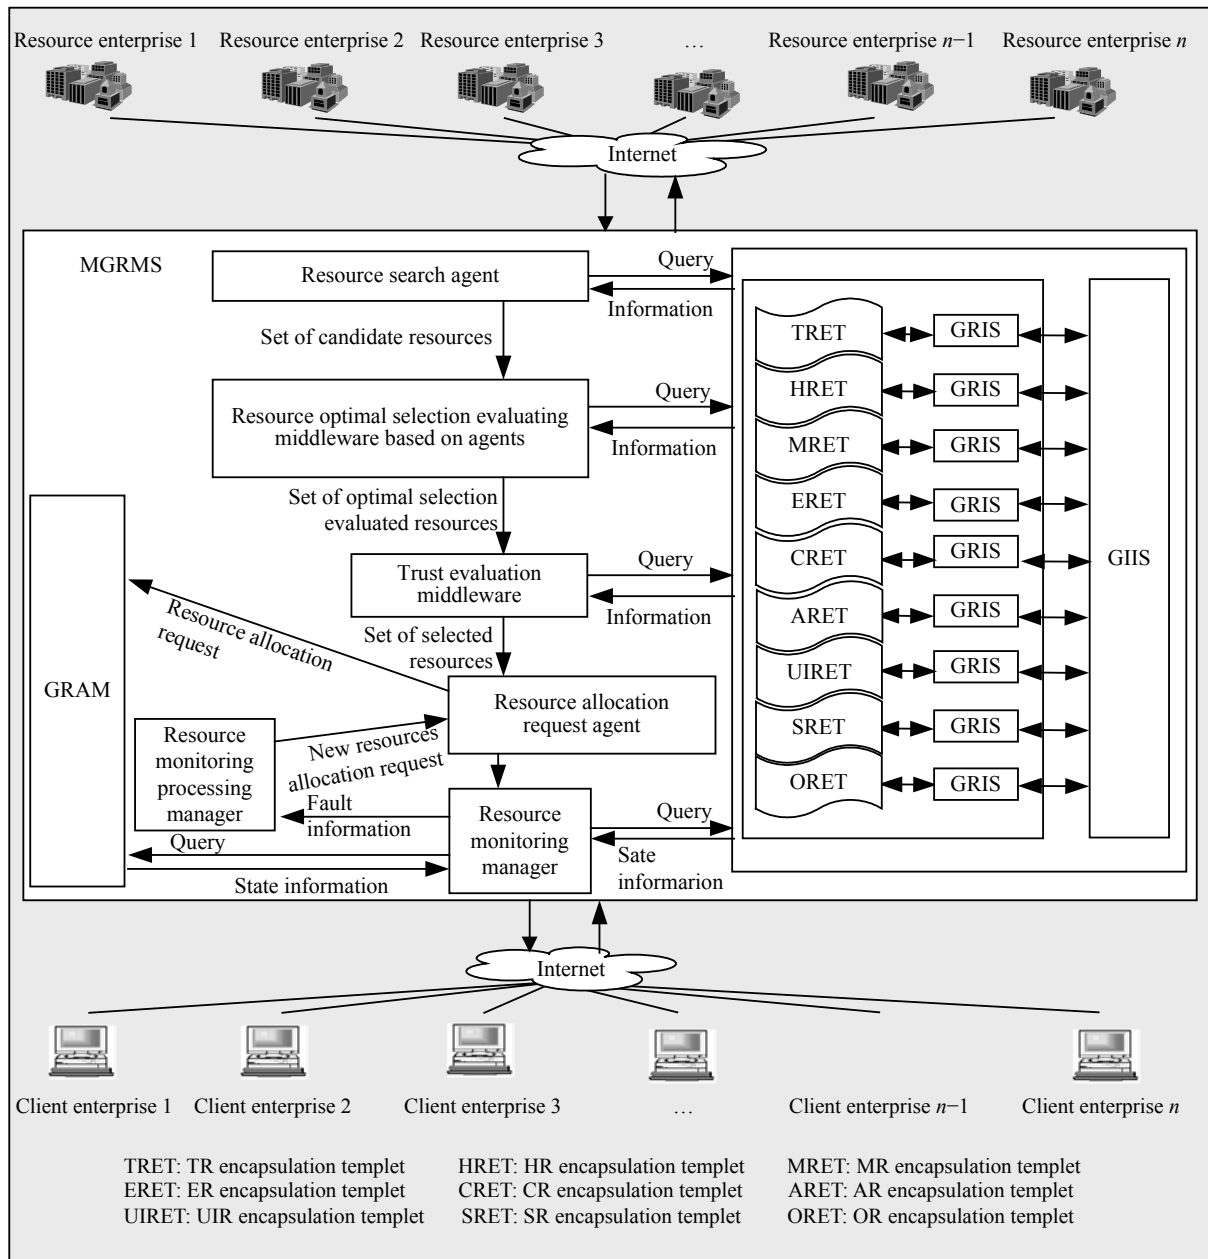 Resource enterprise 1
Resource enterprise 2
Resource enterprise 3
…
Resource enterprise n−1
Resource enterprise n
Internet
MGRMS
Resource search agent
Query
Information
Set of candidate resources
Resource optimal selection evaluating
middleware based on agents
Query
Information
Set of optimal selection
evaluated resources
Trust evaluation
middleware
Query
Information
Set of selected
resources
Resource allocation
request
GRAM
Resource allocation
request agent
Resource
monitoring
processing
manager
New resources
allocation request
Fault
information
Resource
monitoring
manager
Query
State information
Query
Sate
informarion
TRET
GRIS
HRET
GRIS
MRET
GRIS
ERET
GRIS
CRET
GRIS
ARET
GRIS
UIRET
GRIS
SRET
GRIS
ORET
GRIS
GIIS
Internet
Client enterprise 1
Client enterprise 2
Client enterprise 3
…
Client enterprise n−1
Client enterprise n
TRET: TR encapsulation templet
HRET: HR encapsulation templet
MRET: MR encapsulation templet
ERET: ER encapsulation templet
CRET: CR encapsulation templet
ARET: AR encapsulation templet
UIRET: UIR encapsulation templet
SRET: SR encapsulation templet
ORET: OR encapsulation templet